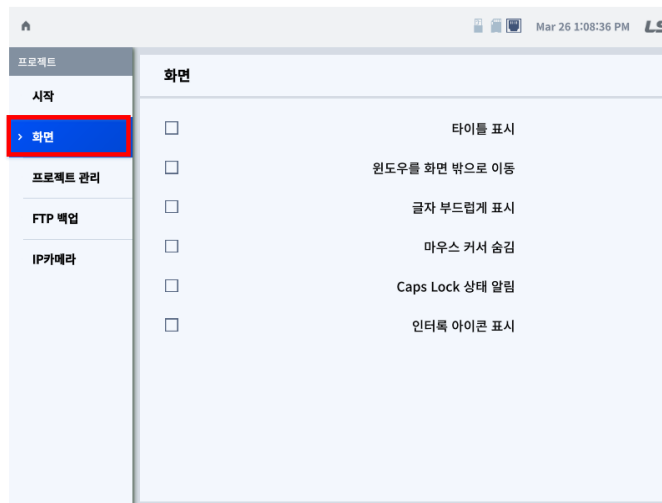 Mar 26 1:08:36 PM LS
프로젝트
시작
화면
프로젝트 관리
FTP 백업
IP카메라
화면
타이틀 표시
윈도우를 화면 밖으로 이동
글자 부드럽게 표시
마우스 커서 숨김
Caps Lock 상태 알림
인터록 아이콘 표시